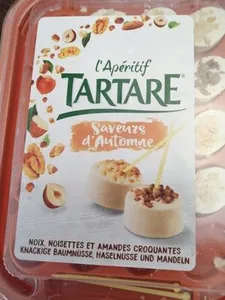 l'Apéritif
TARTARE
Saveurs
d'Automne
NOIX, NOISETTES ET AMANDES CROQUANTES
KNACKIGE BAUMNÜSSE, HASELNÜSSE UND MANDELN